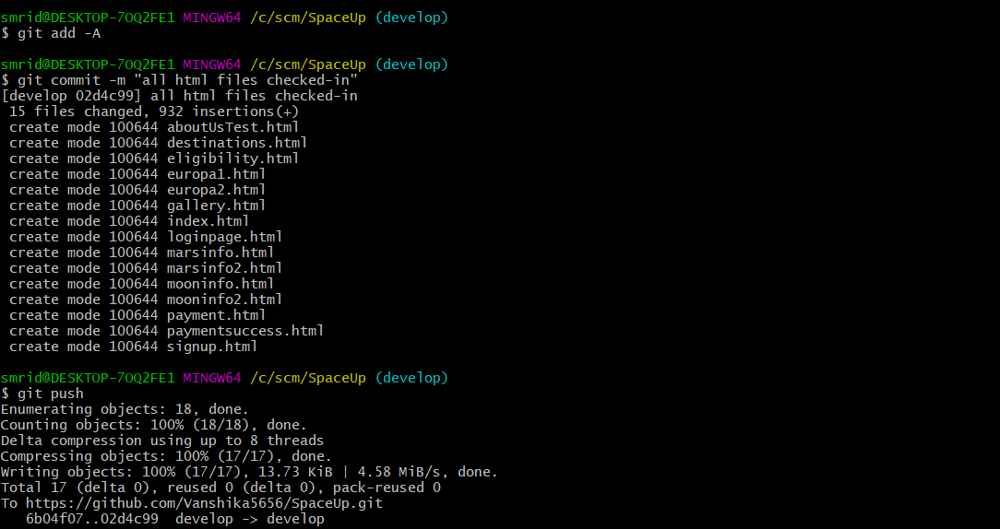 smrid@DESKTOP-7OQ2FE1 MINGW64 /c/scm/SpaceUp (develop)
$ git add -A
smrid@DESKTOP-7OQ2FE1 MINGW64 /c/scm/SpaceUp (develop)
$ git commit -m "all html files checked-in"
[develop 02d4c99] all html files checked-in
 15 files changed, 932 insertions(+)
 create mode 100644 aboutUsTest.html
 create mode 100644 destinations.html
 create mode 100644 eligibility.html
 create mode 100644 europa1.html
 create mode 100644 europa2.html
 create mode 100644 gallery.html
 create mode 100644 index.html
 create mode 100644 loginpage.html
 create mode 100644 marsinfo.html
 create mode 100644 marsinfo2.html
 create mode 100644 mooninfo.html
 create mode 100644 mooninfo2.html
 create mode 100644 payment.html
 create mode 100644 paymentsuccess.html
 create mode 100644 signup.html
smrid@DESKTOP-7OQ2FE1 MINGW64 /c/scm/SpaceUp (develop)
$ git push
Enumerating objects: 18, done.
Counting objects: 100% (18/18), done.
Delta compression using up to 8 threads
Compressing objects: 100% (17/17), done.
Writing objects: 100% (17/17), 13.73 KiB | 4.58 MiB/s, done.
Total 17 (delta 0), reused 0 (delta 0), pack-reused 0
To https://github.com/Vanshika5656/SpaceUp.git
   6b04f07..02d4c99  develop -> develop